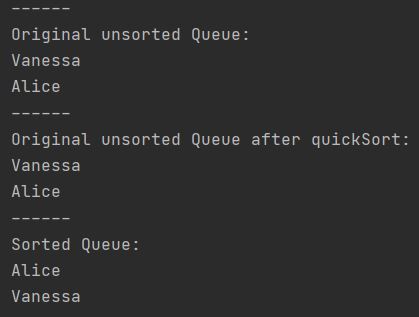 ------
Original unsorted Queue:
Vanessa
Alice
------
Original unsorted Queue after quickSort:
Vanessa
Alice
------
Sorted Queue:
Alice
Vanessa